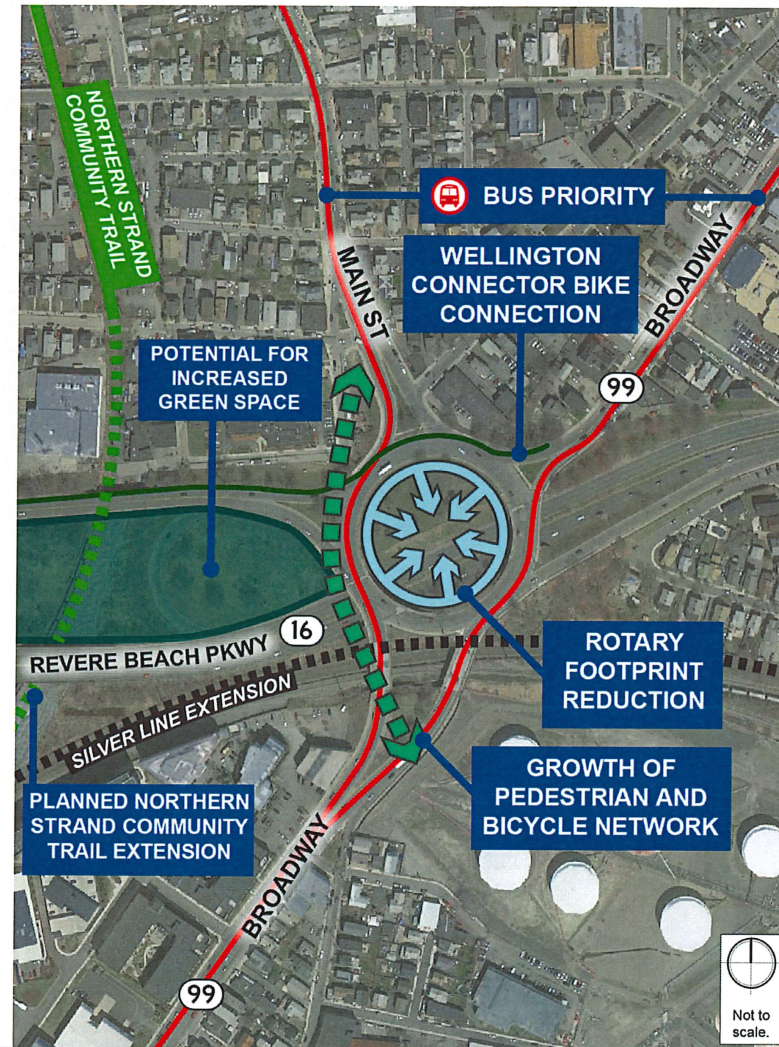 NORTHERN STRAND
COMMUNITY TRAIL
BUS PRIORITY
MAIN ST
WELLINGTON
CONNECTOR BIKE
CONNECTION
BROADWAY
POTENTIAL FOR
INCREASED
GREEN SPACE
99
16
REVERE BEACH PKWY
SILVER LINE EXTENSION
ROTARY
FOOTPRINT
REDUCTION
PLANNED NORTHERN
STRAND COMMUNITY
TRAIL EXTENSION
GROWTH OF
PEDESTRIAN AND
BICYCLE NETWORK
BROADWAY
99
Not to
scale.